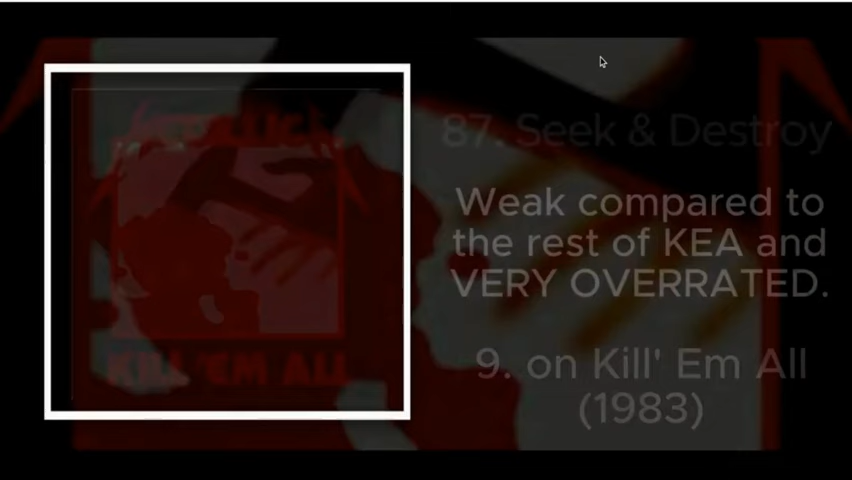 METALLICA
KILL 'EM ALL
87. Seek & Destroy
Weak compared to
the rest of KEA and
VERY OVERRATED.
9. on Kill' Em All
(1983)